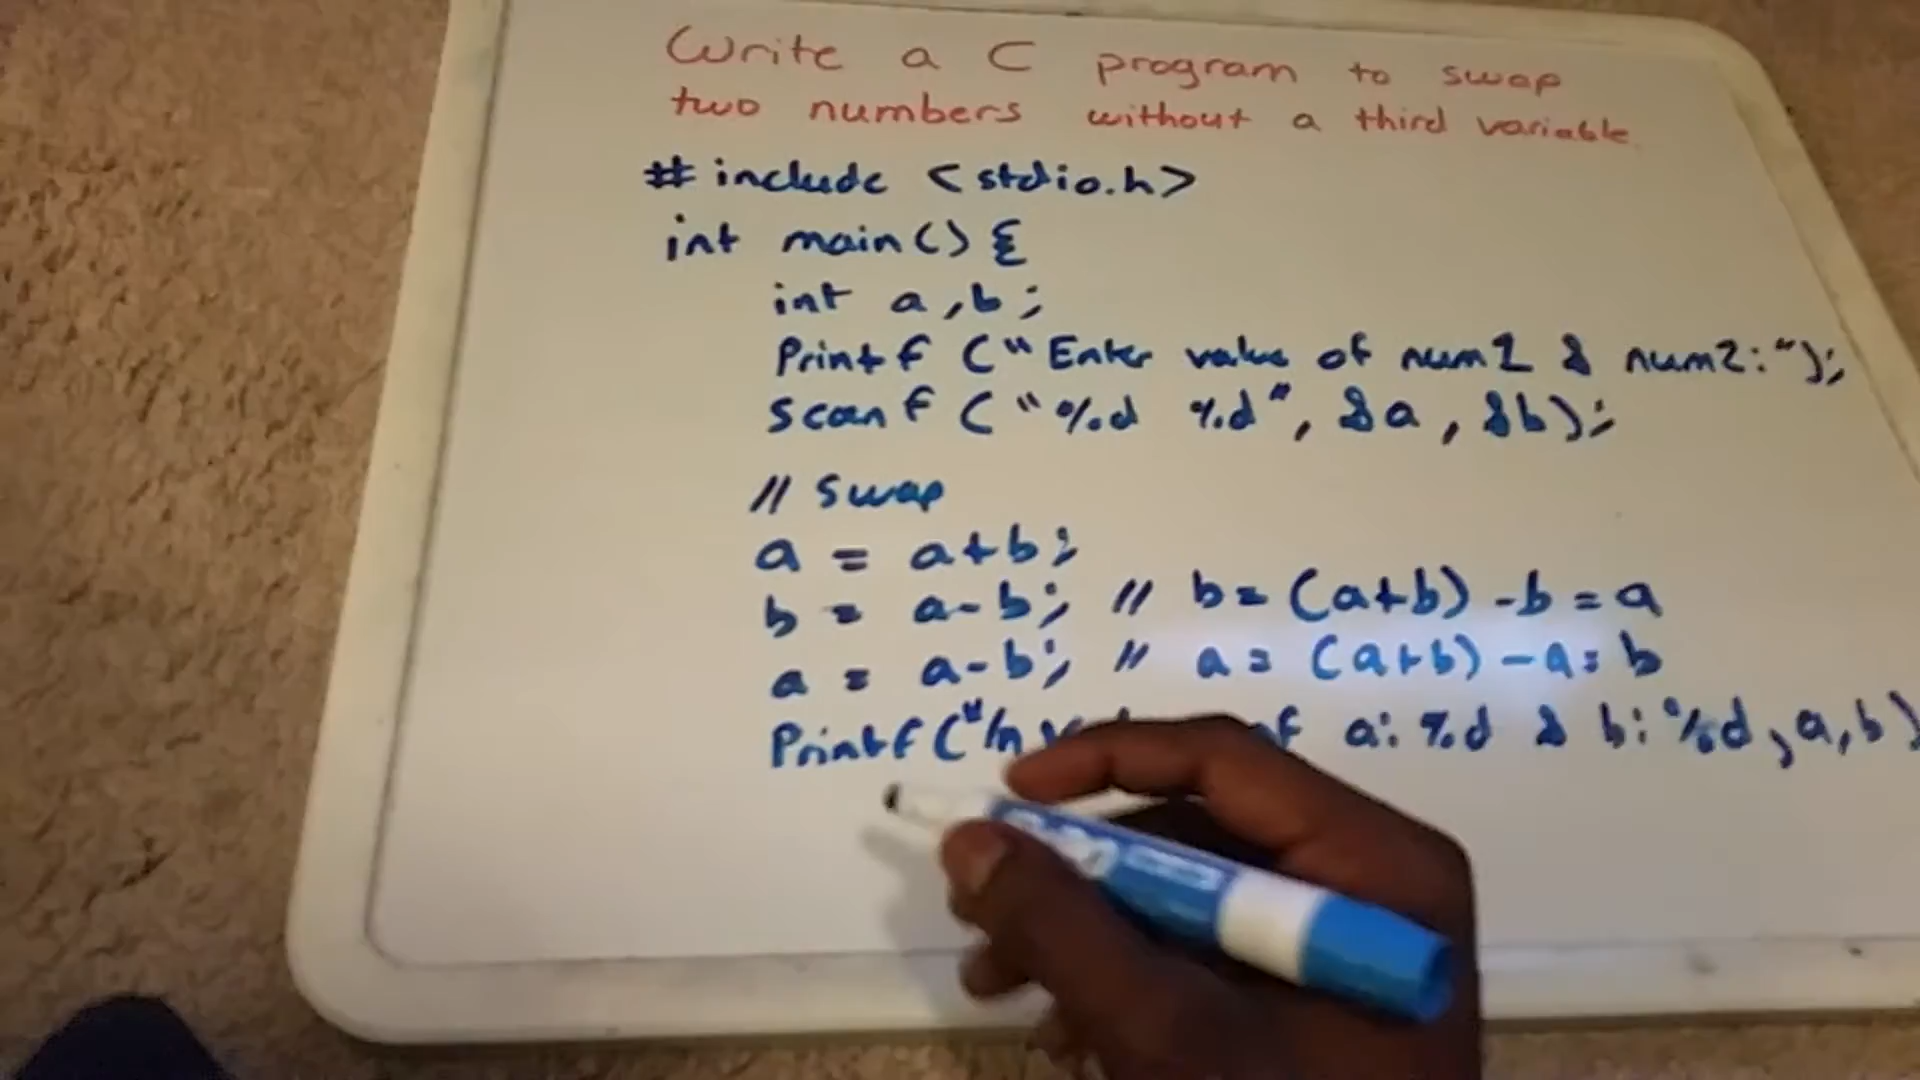 Write a C program to swap
two numbers without a third variable.
# include <stdio.h>
int main() {
int a, b;
Printf ("Enter value of num1 & num2:");
Scanf ("%d %d", &a, &b);
// Swap
a = a+b;
b = a-b; // b = (a+b) -b = a
a = a-b; // a = (a+b) -a = b
Printf ("/n of a: %d & b: %d, a, b)